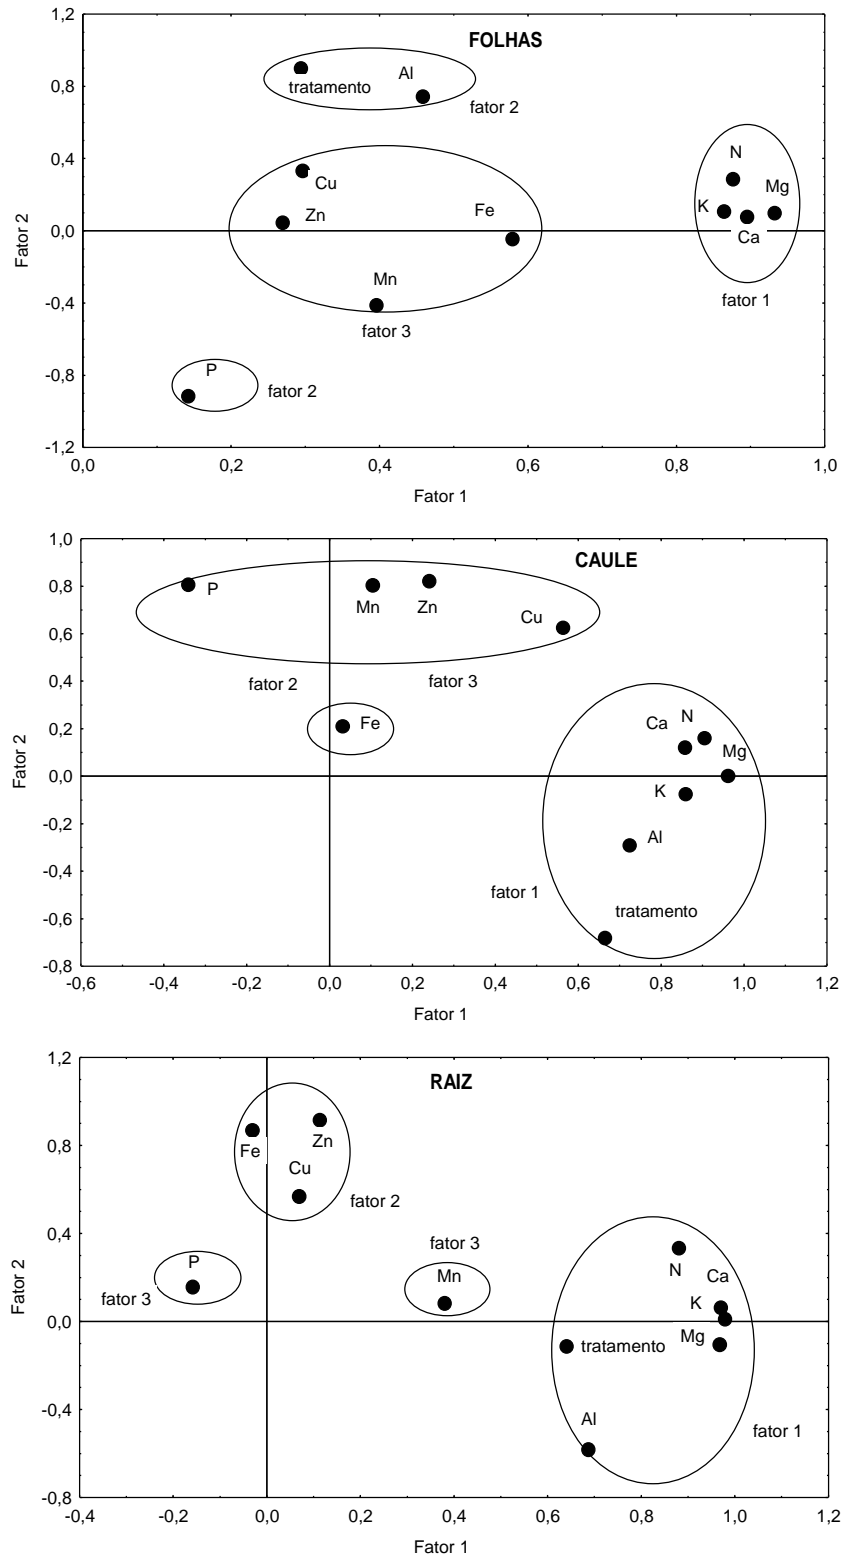 FOLHAS
1,2
0,8
0,4
0,0
-0,4
-0,8
-1,2
Fator 2
tratamento
Al
fator 2
N
Mg
K
Ca
fator 1
Cu
Zn
Fe
Mn
fator 3
P
fator 2
0,0 0,2 0,4 0,6 0,8 1,0
Fator 1
CAULE
1,0
0,8
0,6
0,4
0,2
0,0
-0,2
-0,4
-0,6
-0,8
Fator 2
P
Mn
Zn
Cu
fator 2
fator 3
Fe
Ca
N
Mg
K
Al
fator 1
tratamento
-0,6 -0,4 -0,2 0,0 0,2 0,4 0,6 0,8 1,0 1,2
Fator 1
RAIZ
1,2
0,8
0,4
0,0
-0,4
-0,8
Fator 2
Fe
Zn
Cu
fator 2
P
fator 3
fator 3
Mn
N
Ca
K
Mg
tratamento
Al
fator 1
-0,4 -0,2 0,0 0,2 0,4 0,6 0,8 1,0 1,2
Fator 1